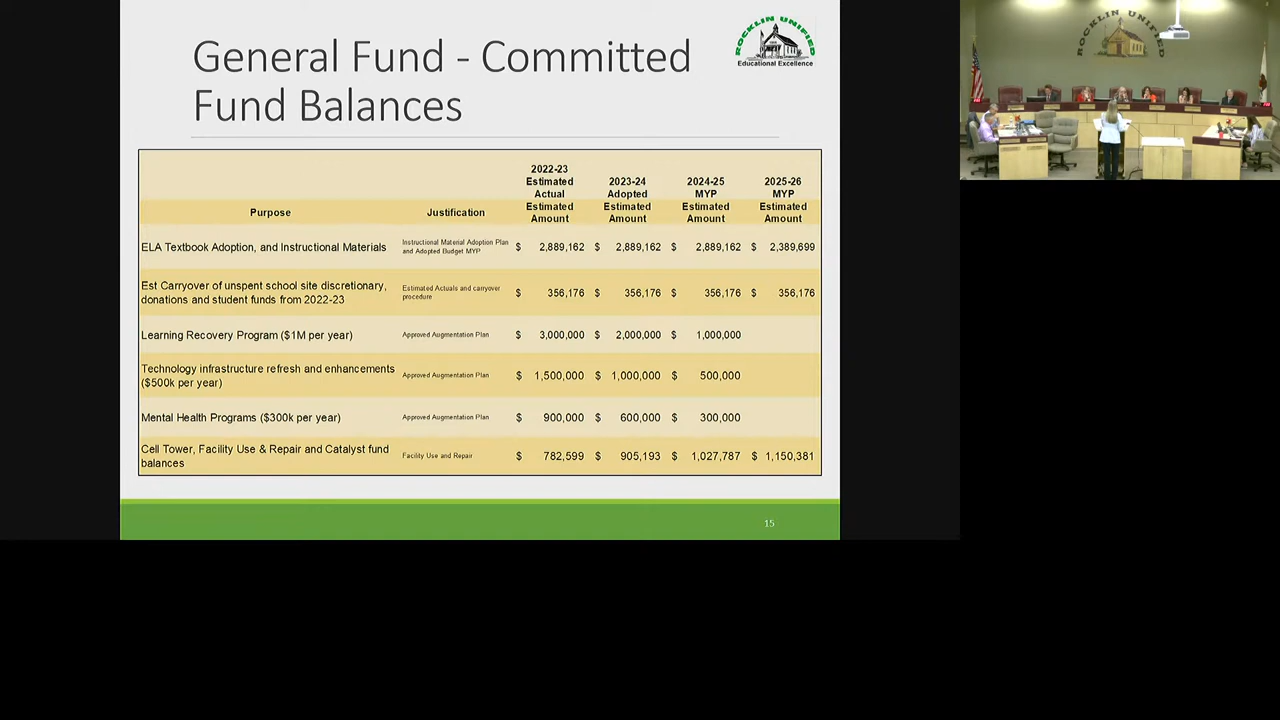 General Fund - Committed
Fund Balances
ROCKLIN UNIFIED
Educational Excellence
Purpose
Justification
2022-23
Estimated
Actual
Estimated
Amount
2023-24
Adopted
Estimated
Amount
2024-25
MYP
Estimated
Amount
2025-26
MYP
Estimated
Amount
ELA Textbook Adoption, and Instructional Materials
Instructional Material Adoption Plan
and Adopted Budget MYP
$ 2,889,162 $ 2,889,162 $ 2,889,162 $ 2,389,699
Est Carryover of unspent school site discretionary,
donations and student funds from 2022-23
Estimated Actuals and carryover
procedure
$ 356,176 $ 356,176 $ 356,176 $ 356,176
Learning Recovery Program ($1M per year)
Approved Augmentation Plan
$ 3,000,000 $ 2,000,000 $ 1,000,000
Technology infrastructure refresh and enhancements
($500k per year)
Approved Augmentation Plan
$ 1,500,000 $ 1,000,000 $ 500,000
Mental Health Programs ($300k per year)
Approved Augmentation Plan
$ 900,000 $ 600,000 $ 300,000
Cell Tower, Facility Use & Repair and Catalyst fund
balances
Facility Use and Repair
$ 782,599 $ 905,193 $ 1,027,787 $ 1,150,381
15
ROCKLIN UNIFIED